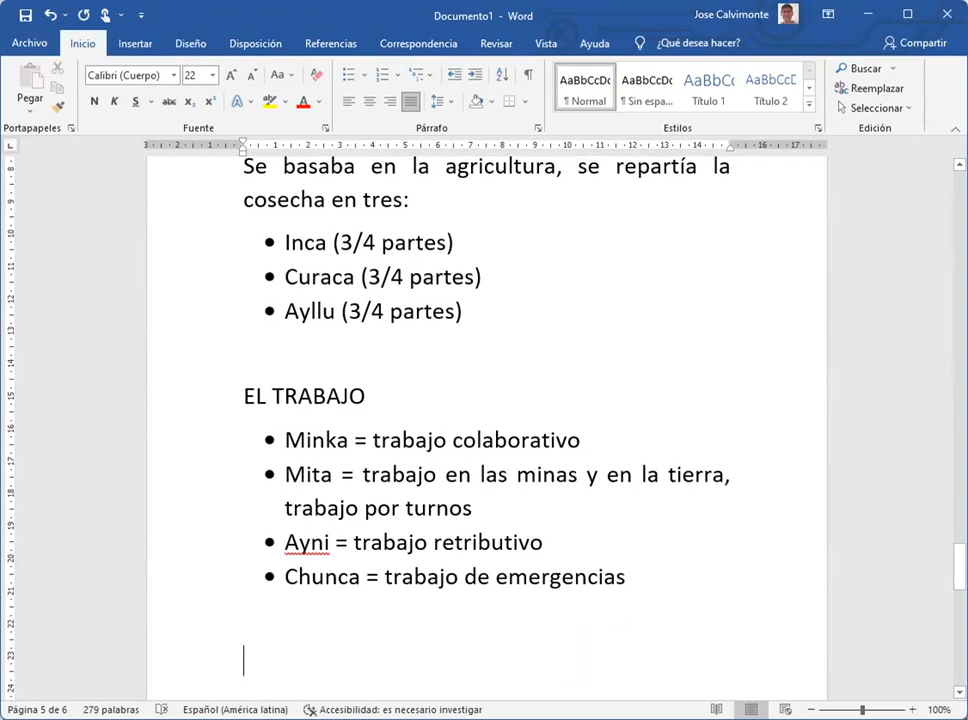 Documento1 - Word
Jose Calvimonte
Archivo Inicio Insertar Diseño Disposición Referencias Correspondencia Revisar Vista Ayuda ¿Qué desea hacer? Compartir
Calibri (Cuerpo) 22
AaBbCcDc AaBbCcDc AaBbC AaBbCcD
Pegar
¶ Normal ¶ Sin espa... Título 1 Título 2
Buscar
Reemplazar
Seleccionar
Portapapeles Fuente Párrafo Estilos Edición
Se basaba en la agricultura, se repartía la
cosecha en tres:
• Inca (3/4 partes)
• Curaca (3/4 partes)
• Ayllu (3/4 partes)
EL TRABAJO
• Minka = trabajo colaborativo
• Mita = trabajo en las minas y en la tierra,
trabajo por turnos
• Ayni = trabajo retributivo
• Chunca = trabajo de emergencias
Página 5 de 6 279 palabras Español (América latina) Accesibilidad: es necesario investigar 100%